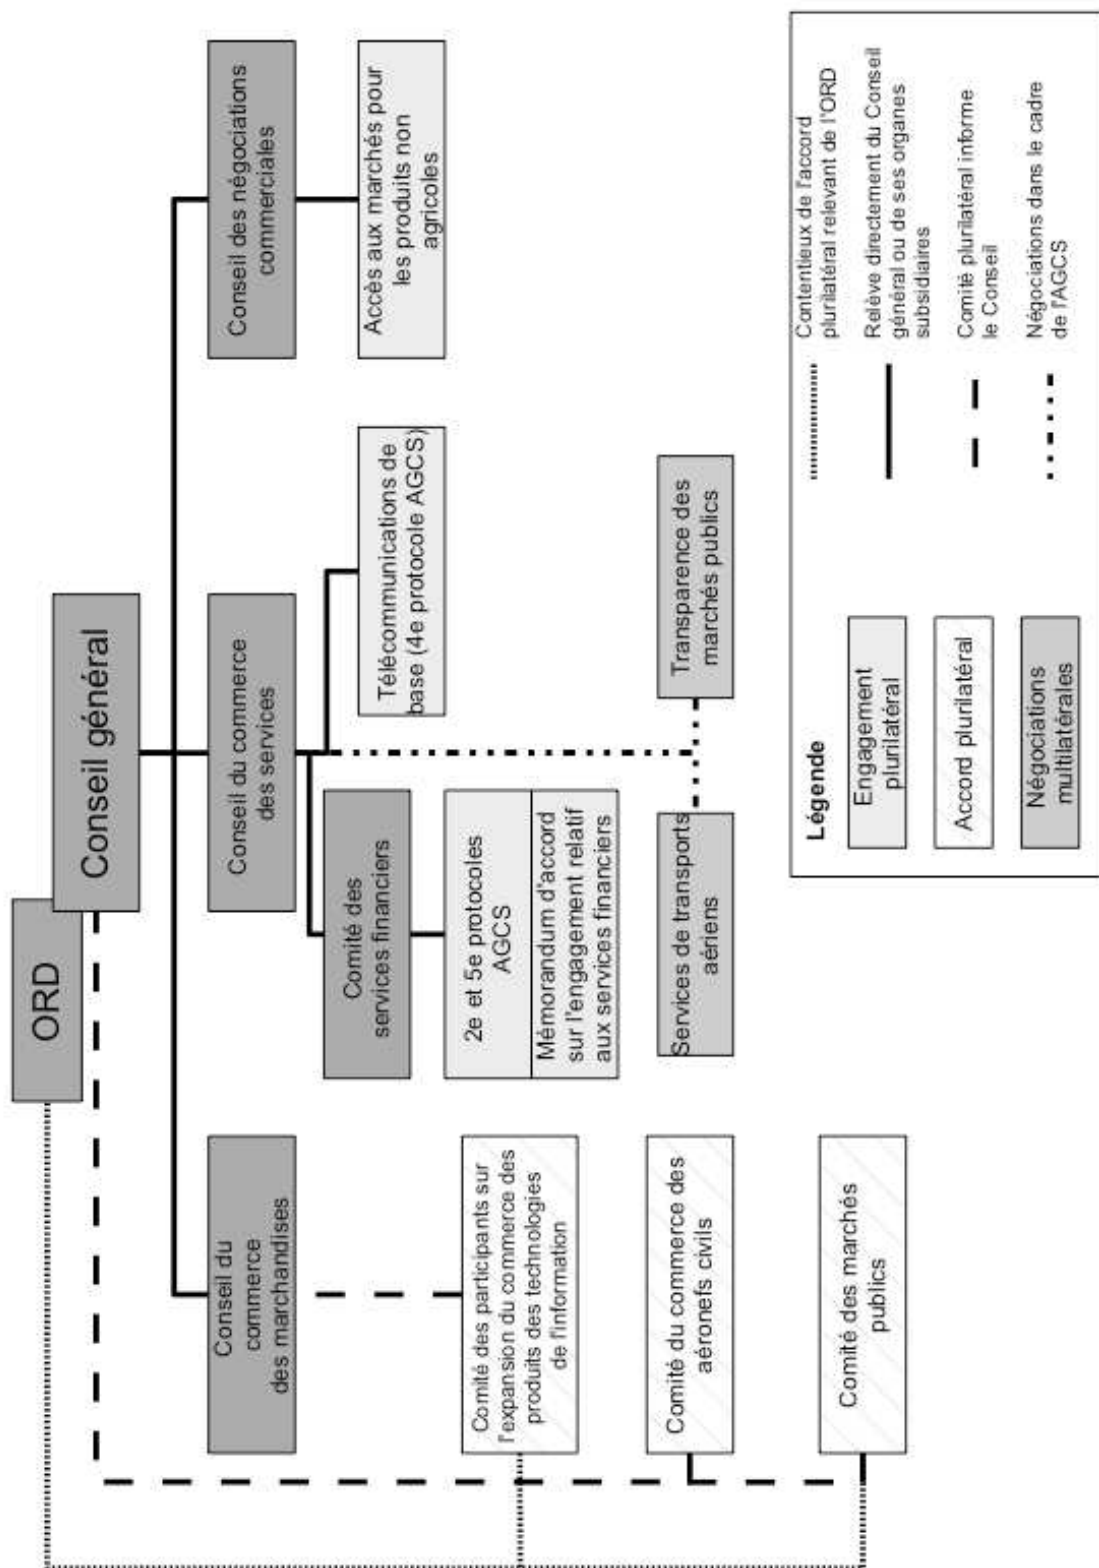 ORD
Conseil général
Conseil du
commerce
des marchandises
Conseil du commerce
des services
Conseil des négociations
commerciales
Comité des
services financiers
Télécommunications de
base (4e protocole AGCS)
Accès aux marchés pour
les produits non
agricoles
2e et 5e protocoles
AGCS
Mémorandum d'accord
sur l'engagement relatif
aux services financiers
Comité des participants sur
l'expansion du commerce des
produits des technologies
de l'information
Comité du commerce des
aéronefs civils
Comité des marchés
publics
Services de transports
aériens
Transparence des
marchés publics
Légende
Engagement
plurilatéral
Accord plurilatéral
Négociations
multilatérales
Contentieux de l'accord
plurilatéral relevant de l'ORD
Relève directement du Conseil
général ou de ses organes
subsidiaires
Comité plurilatéral informe
le Conseil
Négociations dans le cadre
de l'AGCS